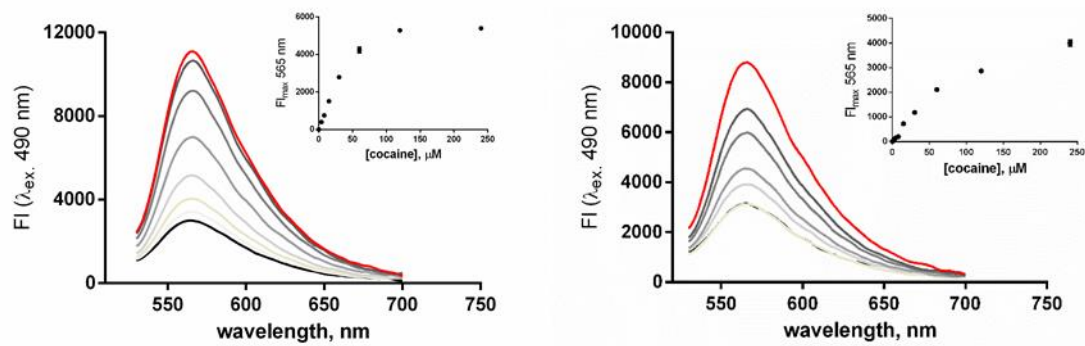 12000
9000
6000
3000
0
FI (λex. 490 nm)
550 600 650 700 750
wavelength, nm
6000
4000
2000
0
FImax 565 nm
0 50 100 150 200 250
[cocaine], μM
10000
8000
6000
4000
2000
0
FI (λex. 490 nm)
550 600 650 700 750
wavelength, nm
5000
4000
3000
2000
1000
0
FImax 565 nm
0 50 100 150 200 250
[cocaine], μM